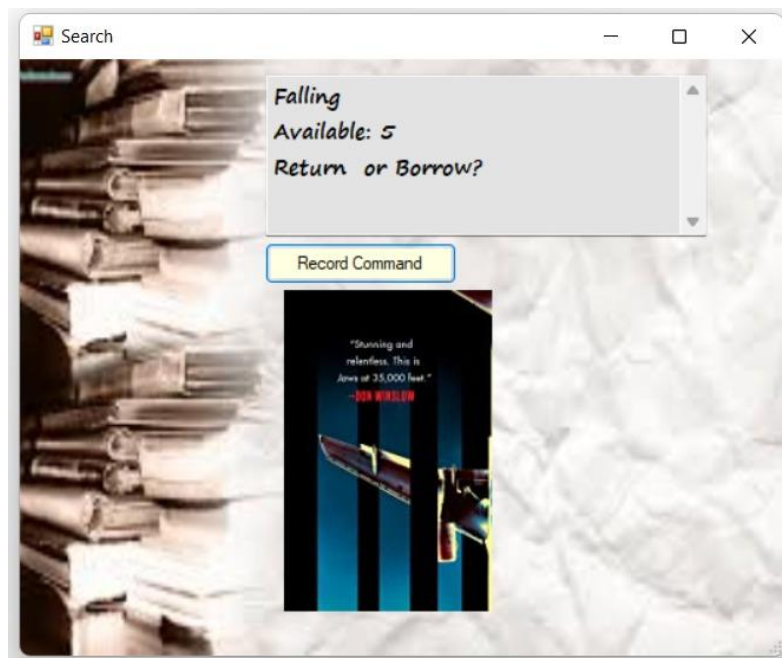 Search
Falling
Available: 5
Return or Borrow?
Record Command
"Stunning and
relentless. This is
Jaws at 35,000 feet."
—DON WINSLOW